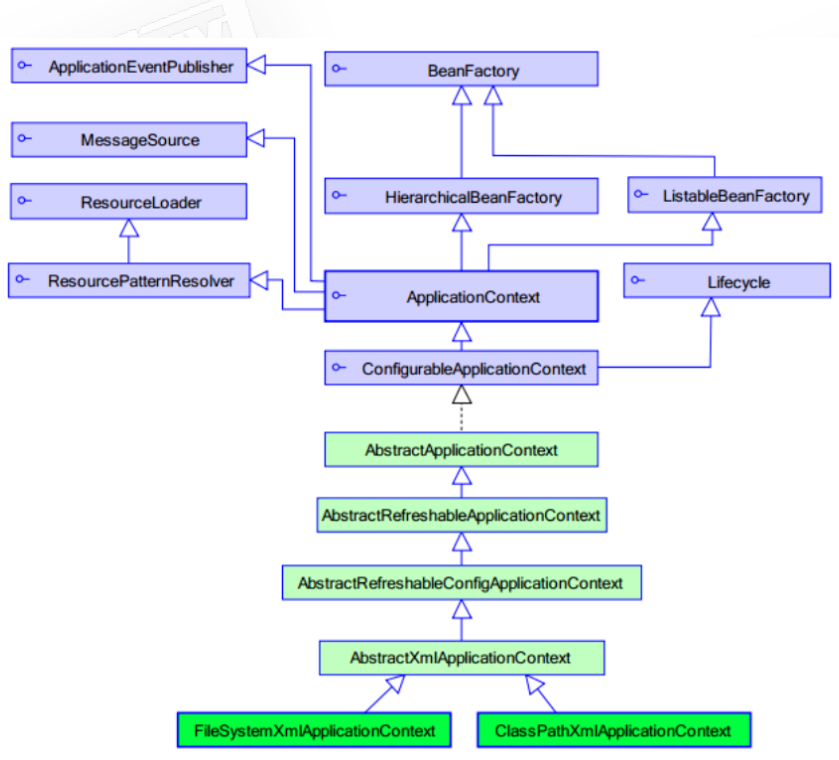 ApplicationEventPublisher
BeanFactory
MessageSource
ResourceLoader
HierarchicalBeanFactory
ListableBeanFactory
ResourcePatternResolver
ApplicationContext
Lifecycle
ConfigurableApplicationContext
AbstractApplicationContext
AbstractRefreshableApplicationContext
AbstractRefreshableConfigApplicationContext
AbstractXmlApplicationContext
FileSystemXmlApplicationContext
ClassPathXmlApplicationContext